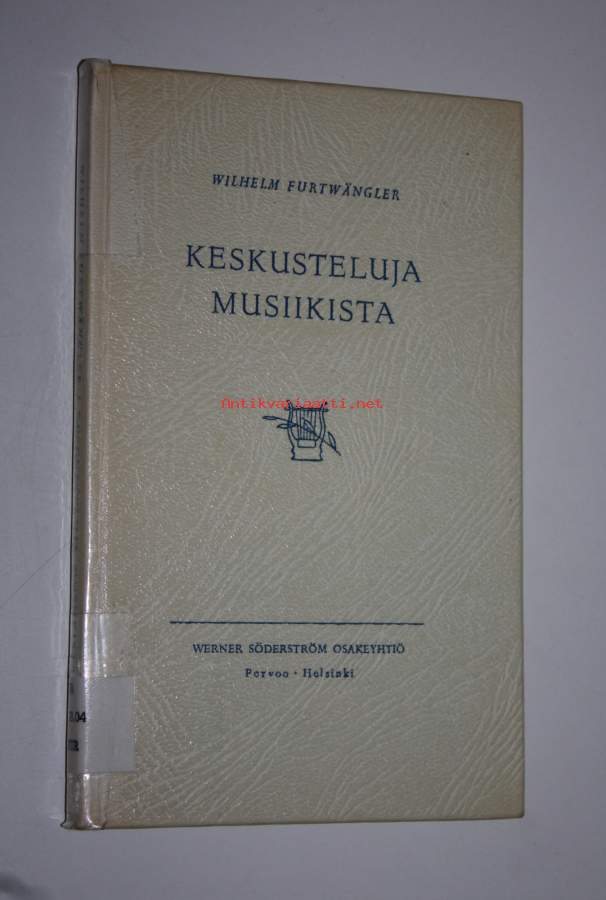 WILHELM FURTWÄNGLER
KESKUSTELUJA
MUSIIKISTA
Antikvariaatti.net
WERNER SÖDERSTRÖM OSAKEYHTIÖ
Porvoo · Helsinki